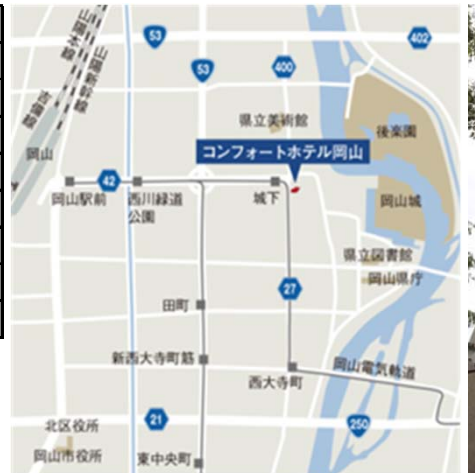 53
402
山陽本線
山陽新幹線
53
400
吉備線
県立美術館
後楽園
コンフォートホテル岡山
岡山
42
岡山駅前
西川緑道
公園
城下
岡山城
県立図書館
岡山県庁
27
田町
新西大寺町筋
西大寺町
岡山電気軌道
21
250
北区役所
岡山市役所
東中央町